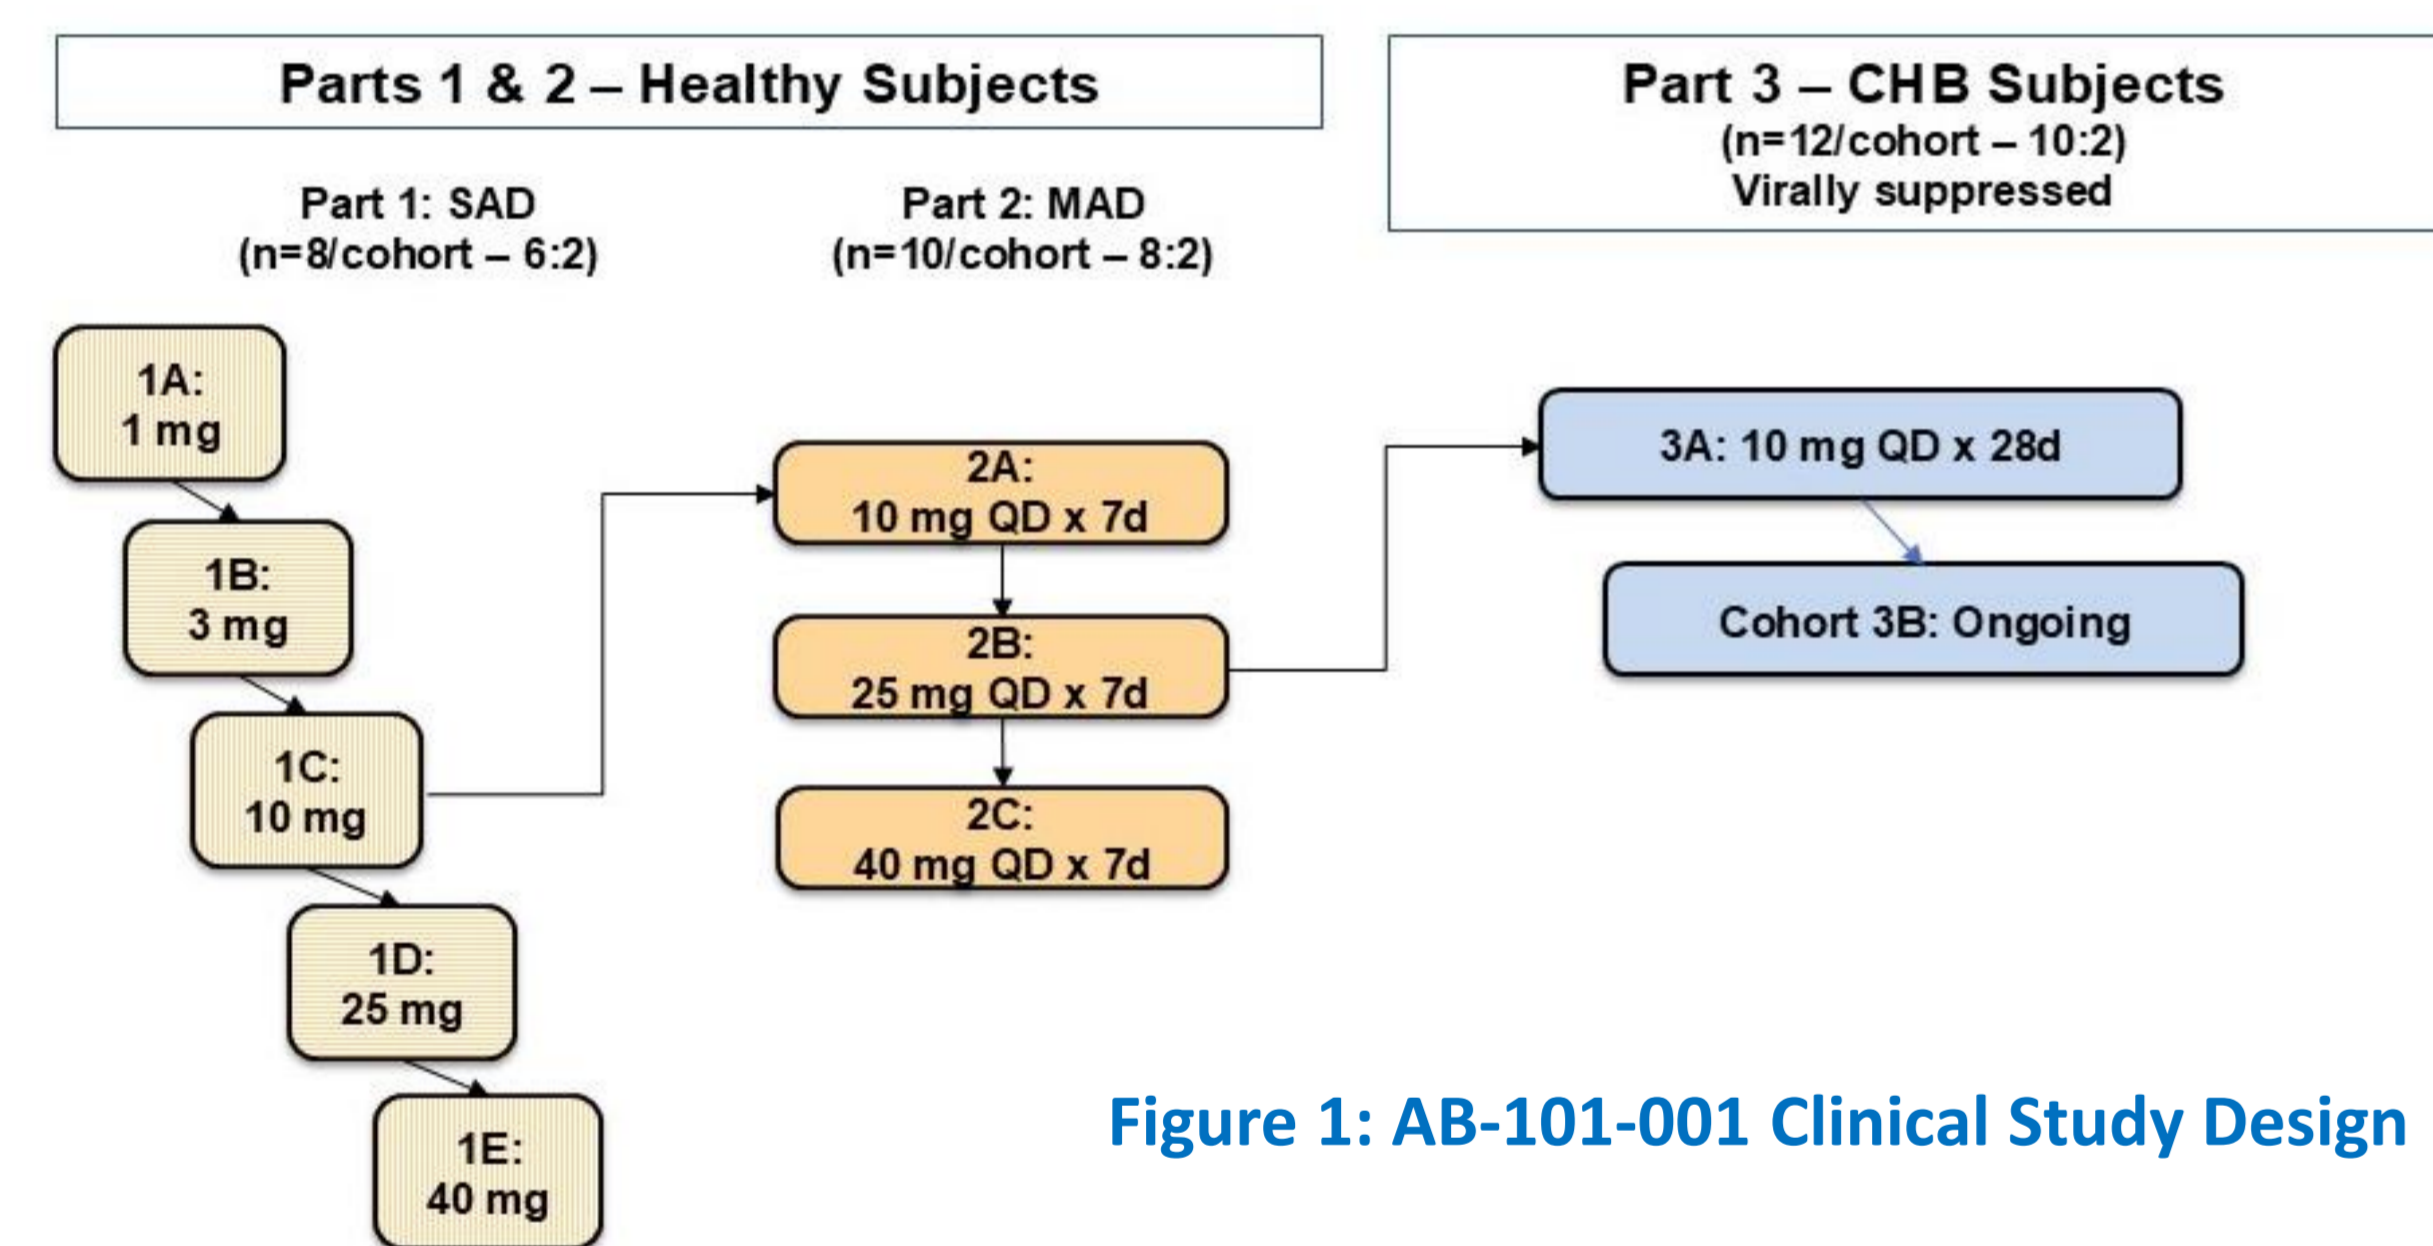 Parts 1 & 2 – Healthy Subjects
Part 1: SAD
(n=8/cohort – 6:2)
Part 2: MAD
(n=10/cohort – 8:2)
Part 3 – CHB Subjects
(n=12/cohort – 10:2)
Virally suppressed
1A:
1 mg
1B:
3 mg
1C:
10 mg
1D:
25 mg
1E:
40 mg
2A:
10 mg QD x 7d
2B:
25 mg QD x 7d
2C:
40 mg QD x 7d
3A: 10 mg QD x 28d
Cohort 3B: Ongoing
Figure 1: AB-101-001 Clinical Study Design